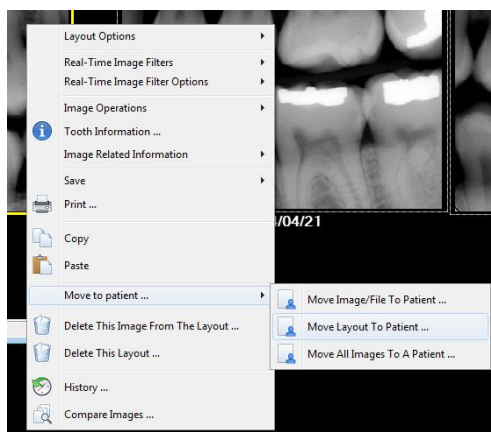 Layout Options
Real-Time Image Filters
Real-Time Image Filter Options
Image Operations
Tooth Information ...
Image Related Information
Save
Print ...
/04/21
Copy
Paste
Move to patient ...
Move Image/File To Patient ...
Delete This Image From The Layout ...
Move Layout To Patient ...
Delete This Layout ...
Move All Images To A Patient ...
History ...
Compare Images ...